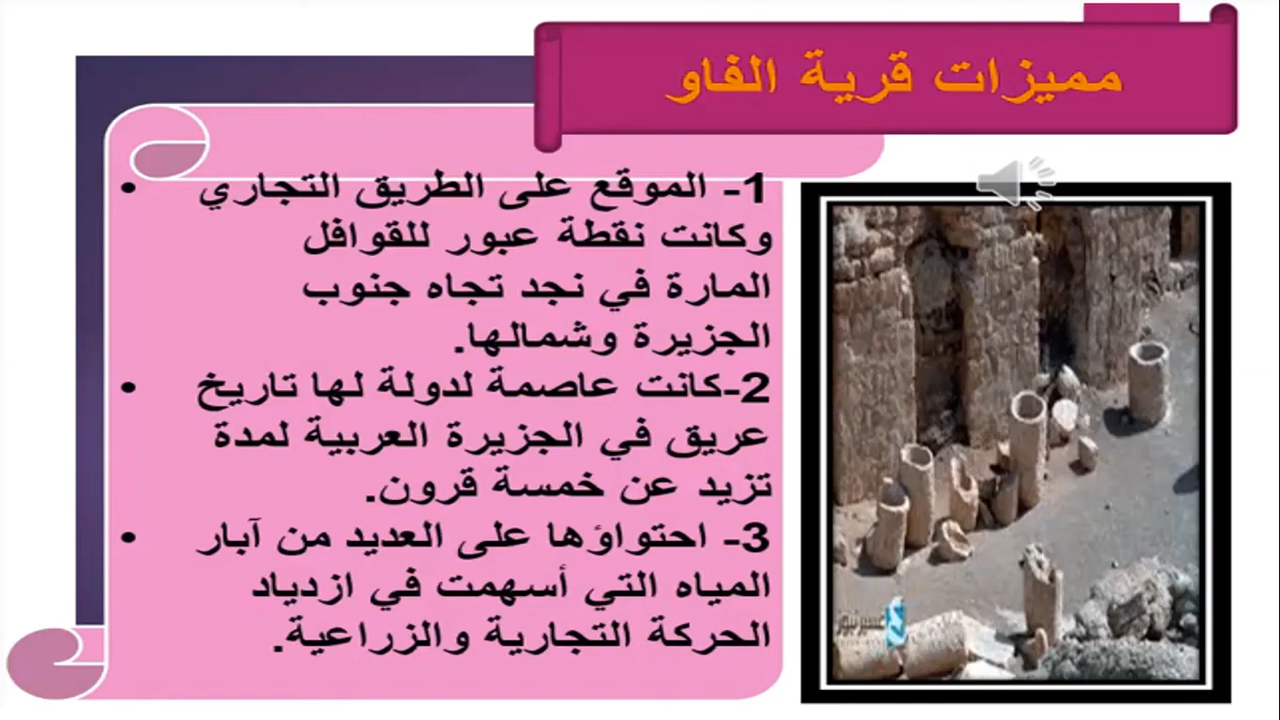 مميزات قرية الفاو
• 1- الموقع على الطريق التجاري
وكانت نقطة عبور للقوافل
المارة في نجد تجاه جنوب
الجزيرة وشمالها.
• 2-كانت عاصمة لدولة لها تاريخ
عريق في الجزيرة العربية لمدة
تزيد عن خمسة قرون.
• 3- احتواؤها على العديد من آبار
المياه التي أسهمت في ازدياد
الحركة التجارية والزراعية.